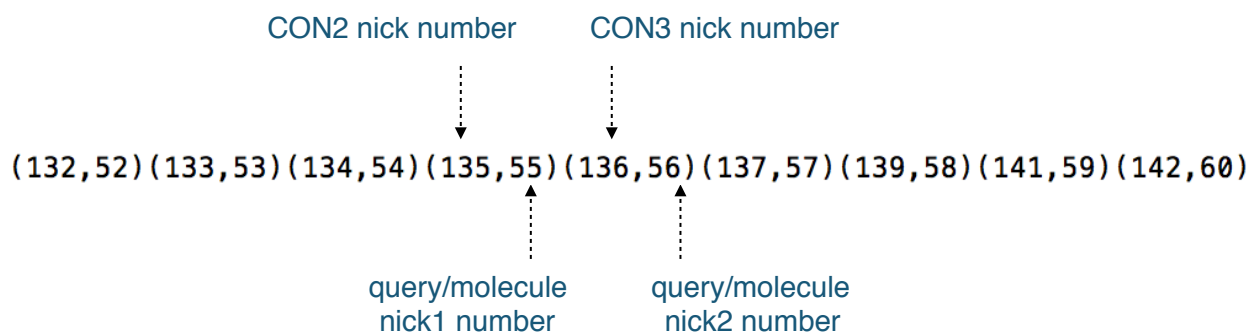 CON2 nick number CON3 nick number
(132,52)(133,53)(134,54)(135,55)(136,56)(137,57)(139,58)(141,59)(142,60)
query/molecule query/molecule
nick1 number nick2 number